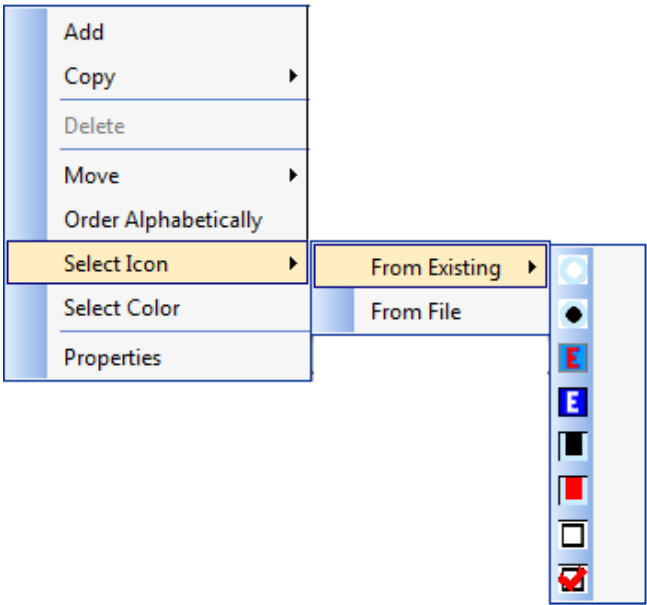 Add
Copy
Delete
Move
Order Alphabetically
Select Icon
Select Color
Properties
From Existing
From File
E
E